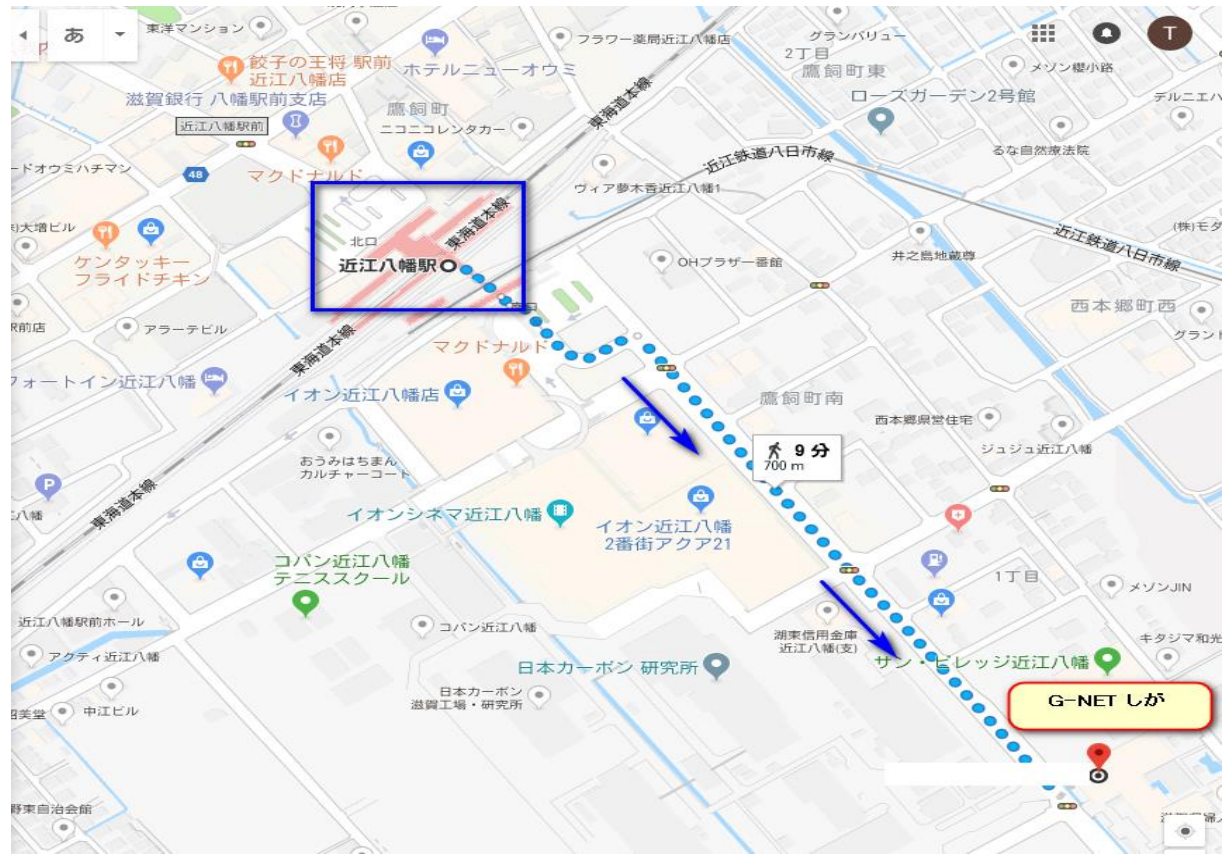 あ
東洋マンション
フラワー薬局近江八幡店
グランバリュー
2丁目
鷹飼町東
T
メゾン櫻小路
餃子の王将 駅前
近江八幡店
ホテルニューオウミ
滋賀銀行 八幡駅前支店
鷹飼町
ニコニコレンタカー
東海道本線
ローズガーデン2号館
デルニエハ
近江八幡駅前
近江鉄道八日市線
るな自然療法院
ードオウミハチマン
48
マクドナルド
ヴィア夢木香近江八幡1
大増ビル
北口
東海道本線
近江八幡駅
ケンタッキー
フライドチキン
OHプラザー番館
井之島地蔵尊
近江鉄道八日市線
(株)モダ
西本郷町西
駅前店
アラーテビル
東海道本線
マクドナルド
グラント
フォートイン近江八幡
イオン近江八幡店
鷹飼町南
西本郷県営住宅
ジュジュ近江八幡
おうみはちまん
カルチャーコート
9 分
700 m
P
八幡
東海道本線
イオンシネマ近江八幡
イオン近江八幡
2番街アクア21
コパン近江八幡
テニススクール
1丁目
メゾンJIN
近江八幡駅前ホール
コパン近江八幡
湖東信用金庫
近江八幡(支)
キタジマ和光
アクティ近江八幡
日本カーボン 研究所
サン・ビレッジ近江八幡
日本カーボン
滋賀工場・研究所
昭美堂
中江ビル
G-NET しが
野東自治会館